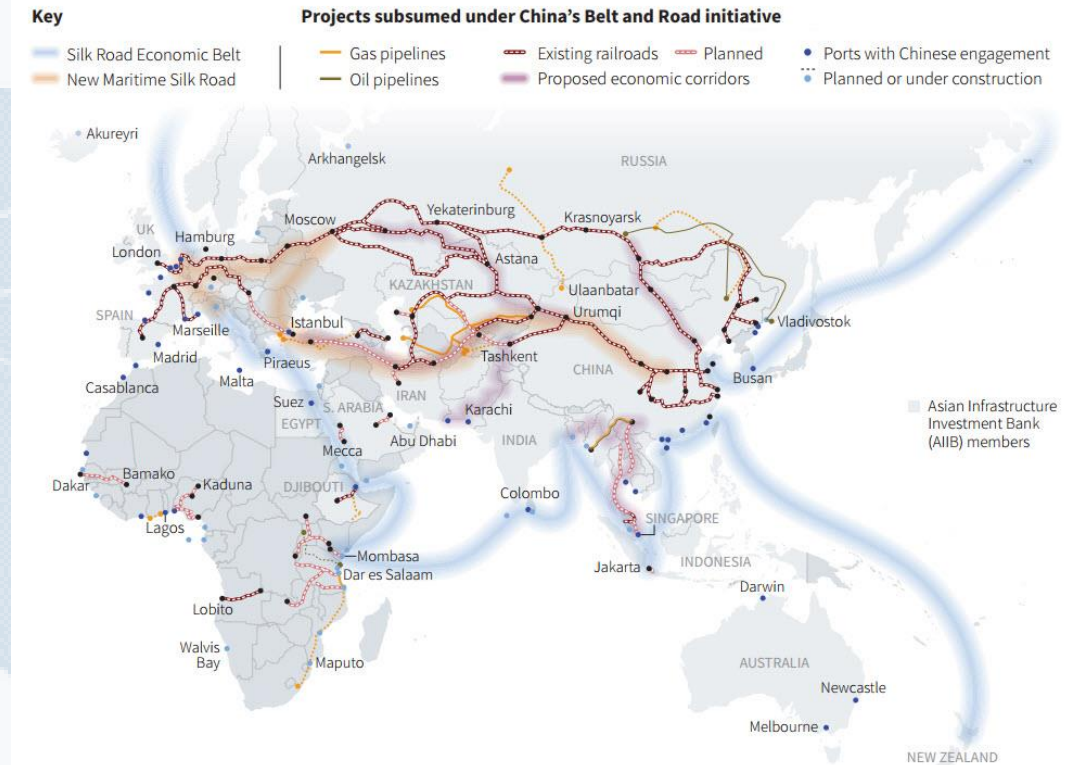 Key
Projects subsumed under China's Belt and Road initiative
Silk Road Economic Belt
New Maritime Silk Road
Gas pipelines
Oil pipelines
Existing railroads
Planned
Proposed economic corridors
Ports with Chinese engagement
Planned or under construction
Akureyri
Arkhangelsk
RUSSIA
Moscow
Yekaterinburg
Krasnoyarsk
UK
Hamburg
London
Astana
KAZAKHSTAN
Ulaanbatar
Urumqi
SPAIN
Marseille
Istanbul
Vladivostok
Madrid
Piraeus
Tashkent
CHINA
Busan
Casablanca
Malta
Suez
S. ARABIA
IRAN
Karachi
EGYPT
Abu Dhabi
INDIA
Asian Infrastructure
Investment Bank
(AIIB) members
Mecca
Bamako
Dakar
Kaduna
DJIBOUTI
Colombo
Lagos
SINGAPORE
Mombasa
INDONESIA
Jakarta
Dar es Salaam
Darwin
Lobito
Walvis
Bay
Maputo
AUSTRALIA
Newcastle
Melbourne
NEW ZEALAND